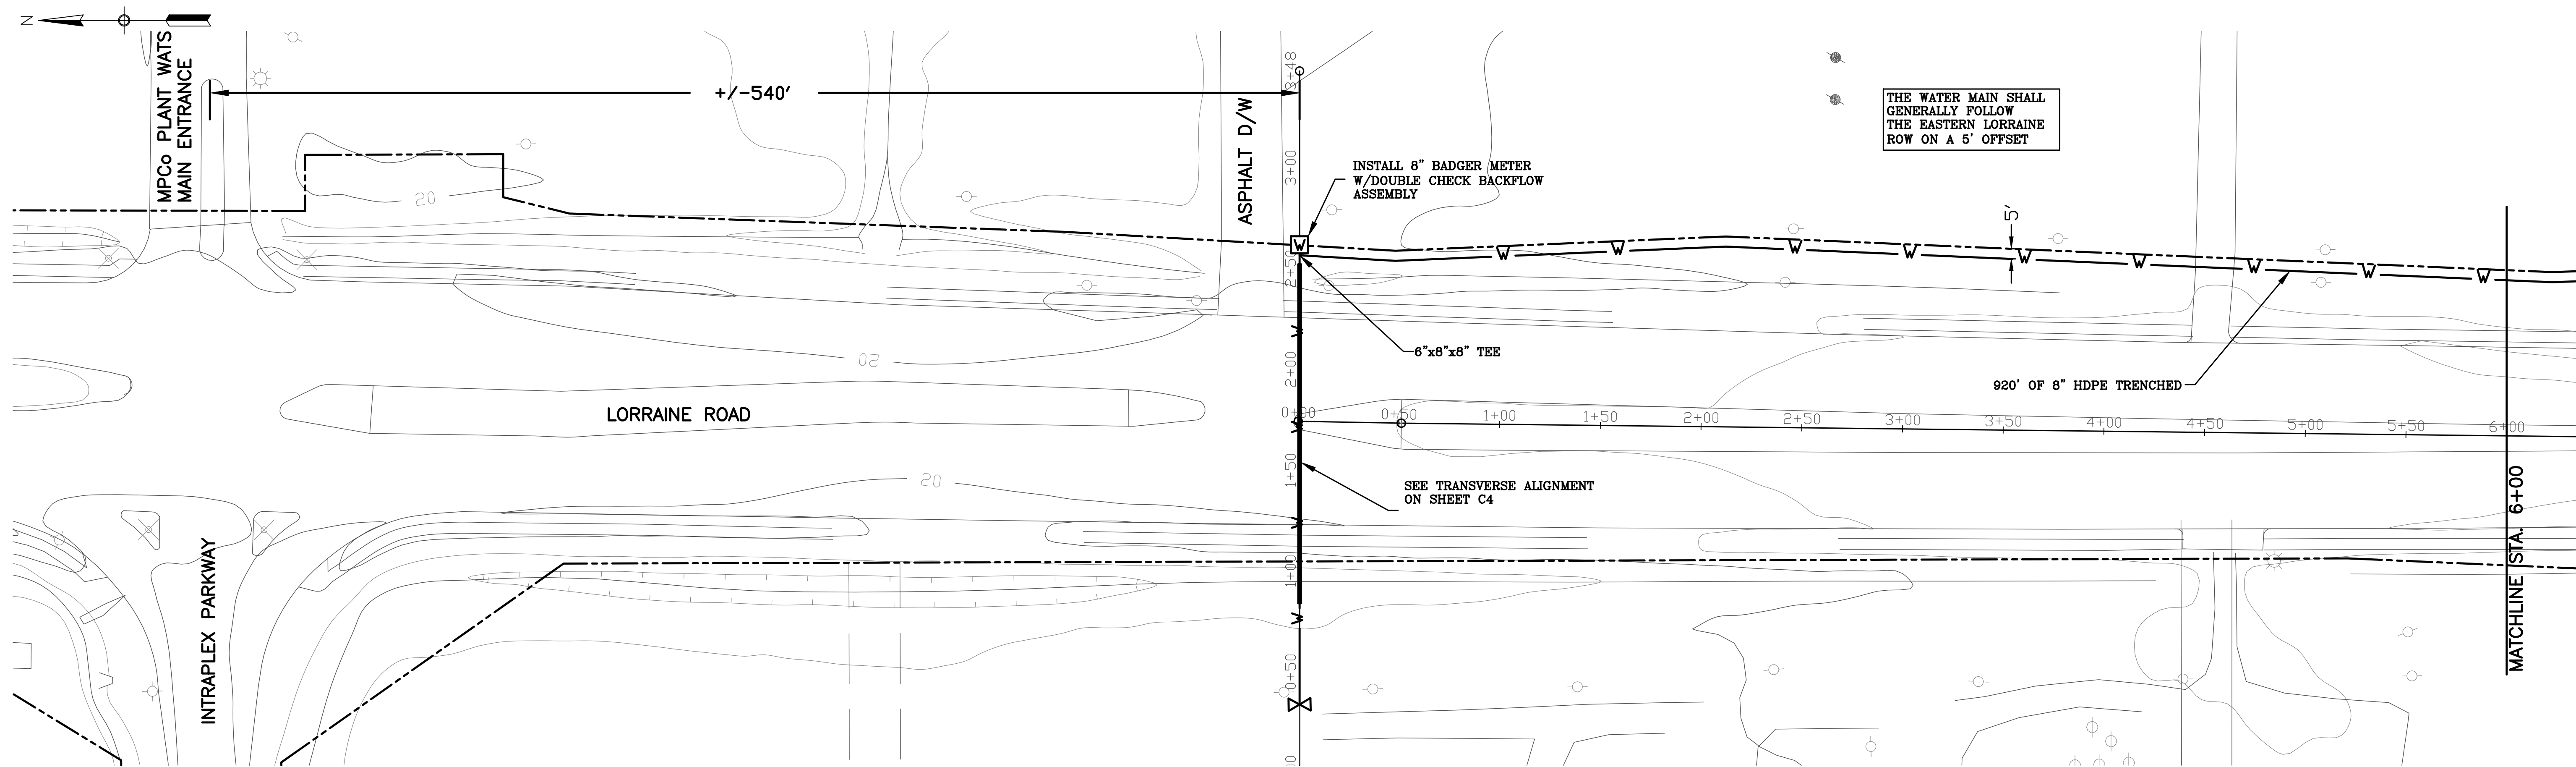 N
MPCo PLANT WATS
MAIN ENTRANCE
+/-540'
ASPHALT D/W
3+48
3+00
2+50
2+00
1+50
1+00
0+50
INSTALL 8" BADGER METER
W/DOUBLE CHECK BACKFLOW
ASSEMBLY
THE WATER MAIN SHALL
GENERALLY FOLLOW
THE EASTERN LORRAINE
ROW ON A 5' OFFSET
5'
W
W W W W W W W W W
6"x8"x8" TEE
920' OF 8" HDPE TRENCHED
20
20
20
LORRAINE ROAD
0+00 0+50 1+00 1+50 2+00 2+50 3+00 3+50 4+00 4+50 5+00 5+50 6+00
W
W
W
W
SEE TRANSVERSE ALIGNMENT
ON SHEET C4
INTRAPLEX PARKWAY
MATCHLINE STA. 6+00